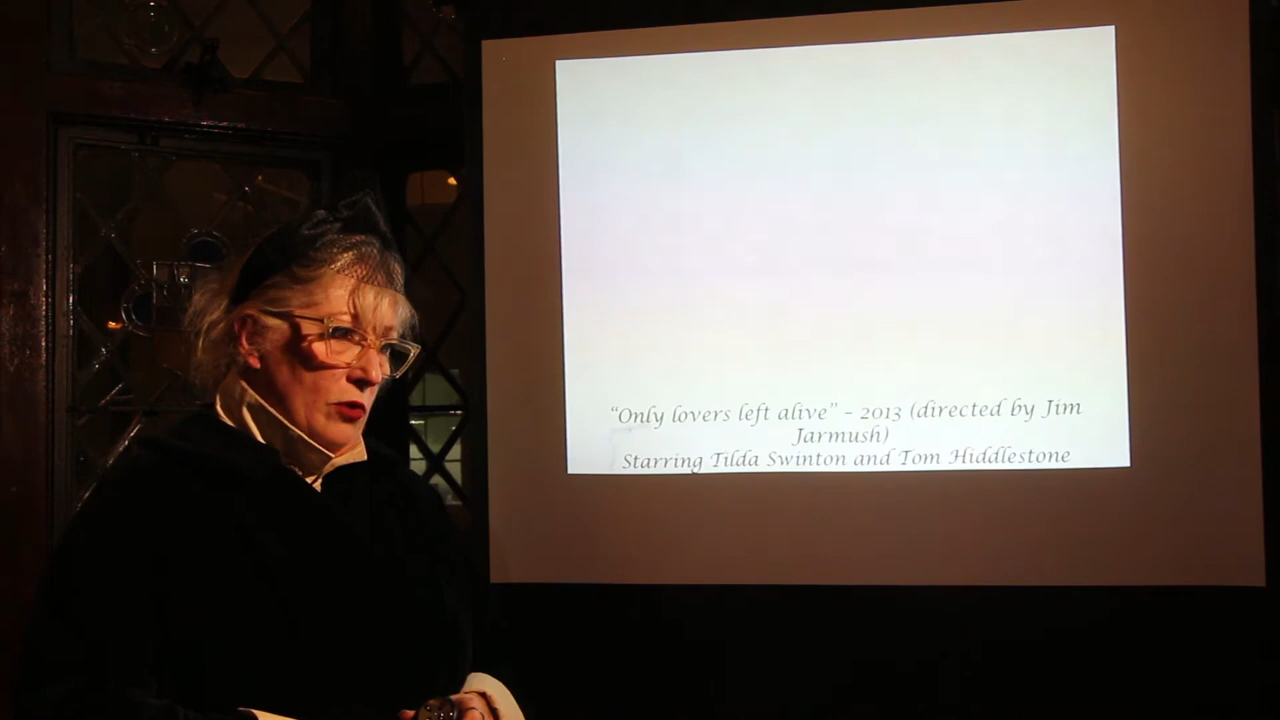 “Only lovers left alive” – 2013 (directed by Jim
Jarmush)
Starring Tilda Swinton and Tom Hiddlestone